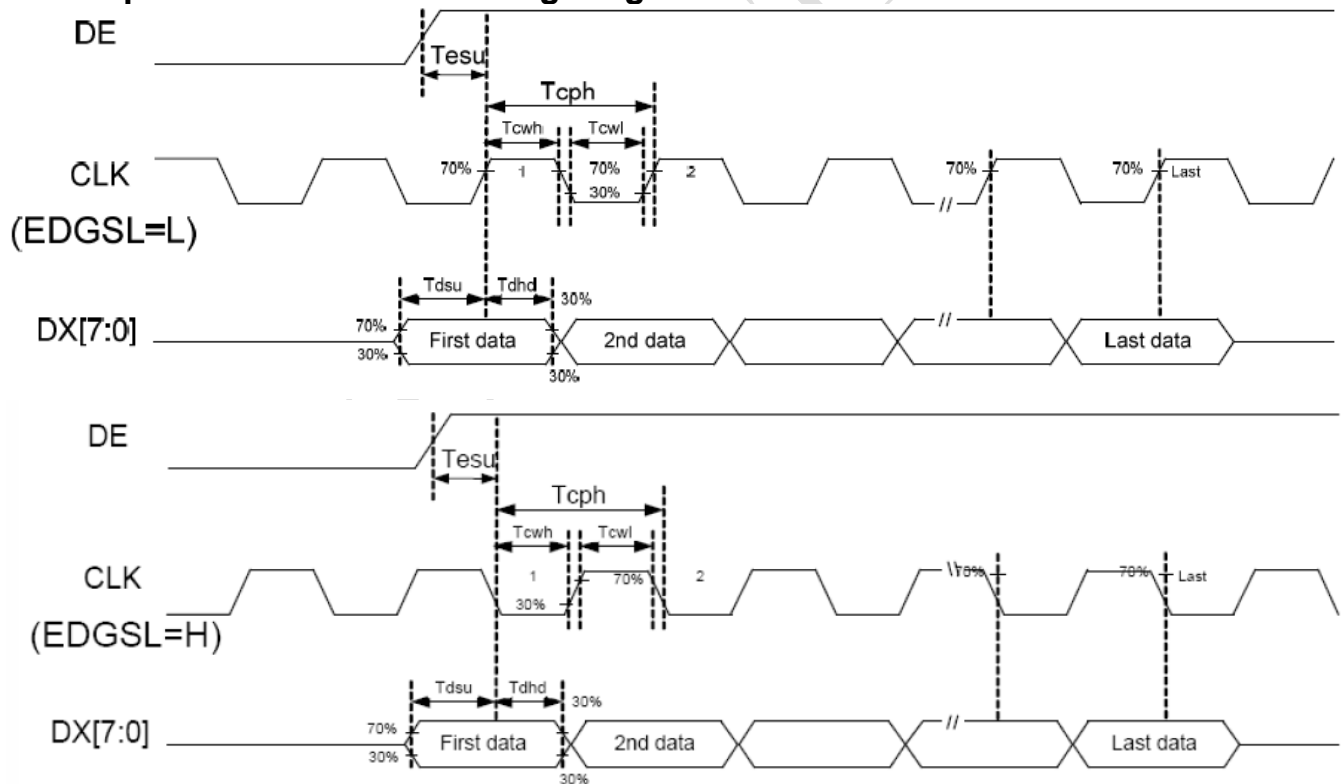 DE
Tesu
Tcph
Tcwh Tcwl
CLK 70% 1 70% 2 70% 70% Last
30%
(EDGSL=L)
Tdsu Tdhd 30%
//
DX[7:0] 70% First data 2nd data // Last data
30% 30%
DE
Tesu
Tcph
Tcwh Tcwl
CLK 1 70% 2 \\ 70% 70% Last
30%
(EDGSL=H)
Tdsu Tdhd 30%
DX[7:0] 70% First data 2nd data // Last data
30% 30%